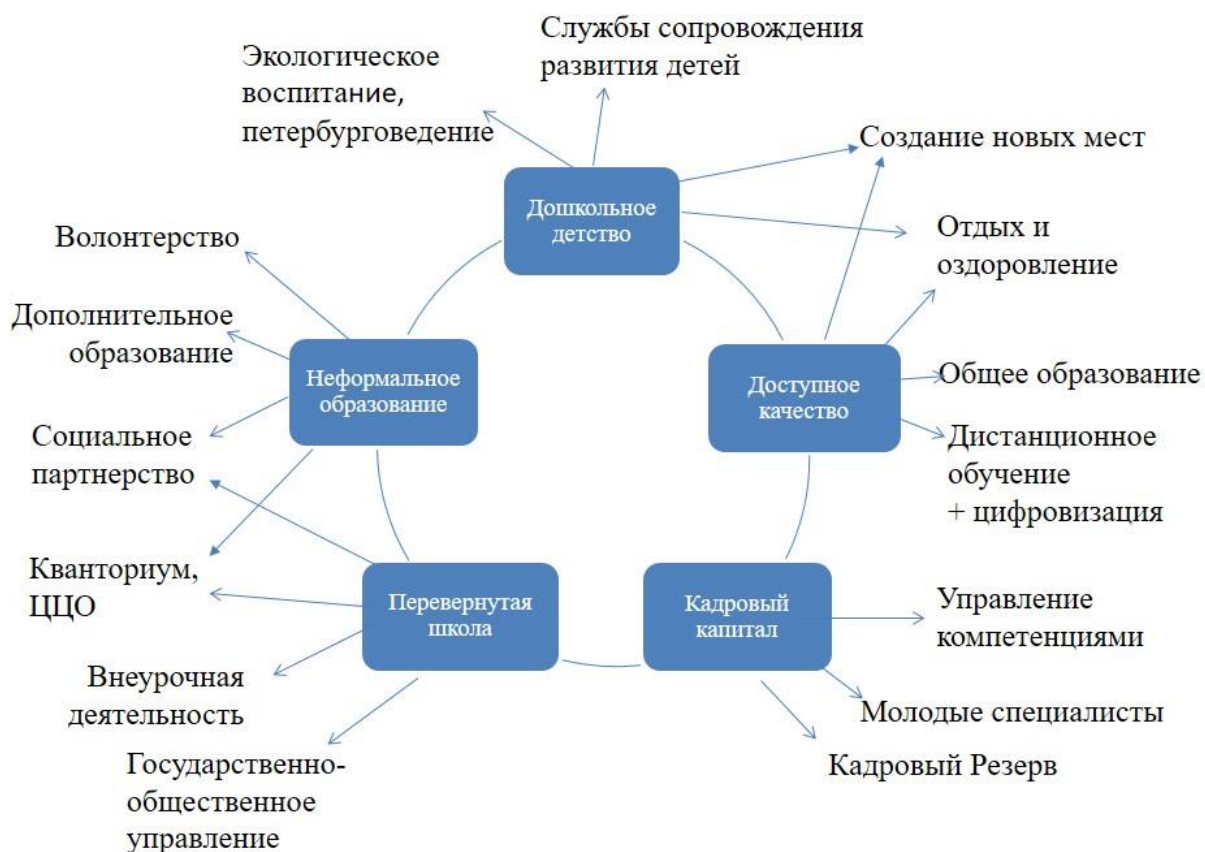 Службы сопровождения
развития детей
Экологическое
воспитание,
петербурговедение
Создание новых мест
Дошкольное
детство
Отдых и
оздоровление
Волонтерство
Дополнительное
образование
Неформальное
образование
Доступное
качество
Общее образование
Социальное
партнерство
Дистанционное
обучение
+ цифровизация
Кванториум,
ЦЦО
Перевернутая
школа
Кадровый
капитал
Управление
компетенциями
Внеурочная
деятельность
Молодые специалисты
Государственно-
общественное
управление
Кадровый Резерв